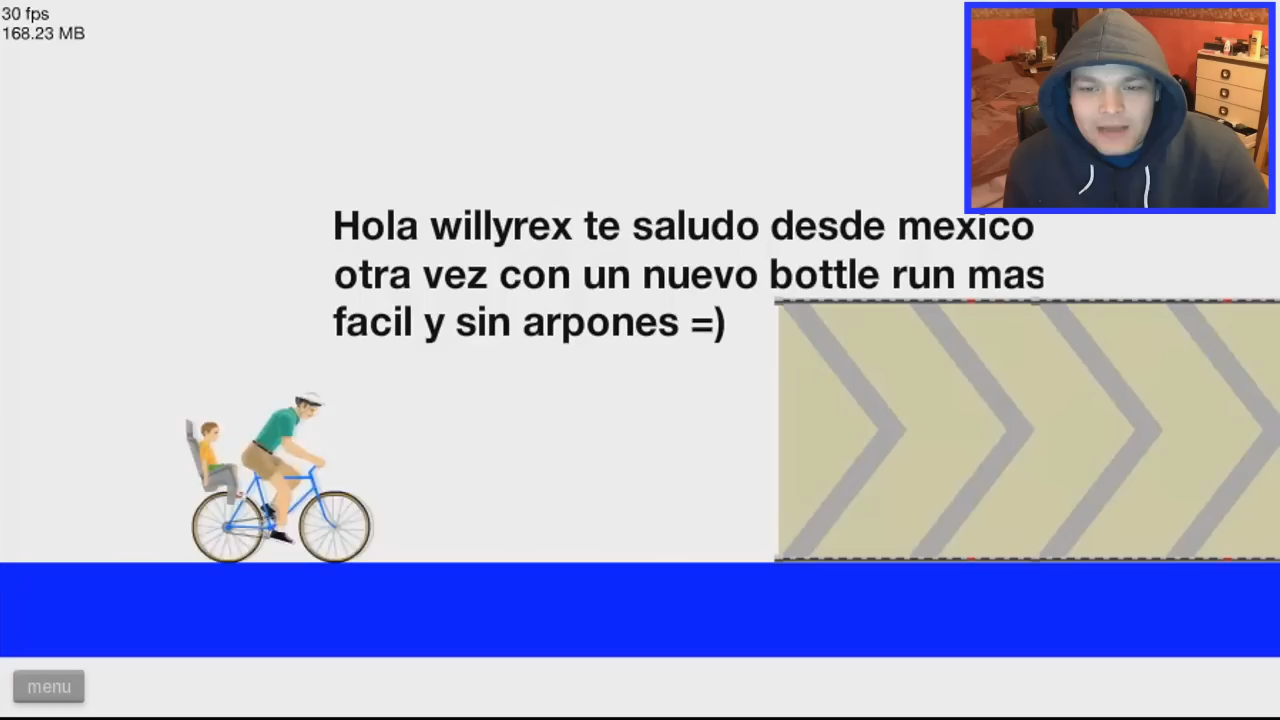 30 fps
168.23 MB
Hola willyrex te saludo desde mexico
otra vez con un nuevo bottle run mas
facil y sin arpones =)
menu